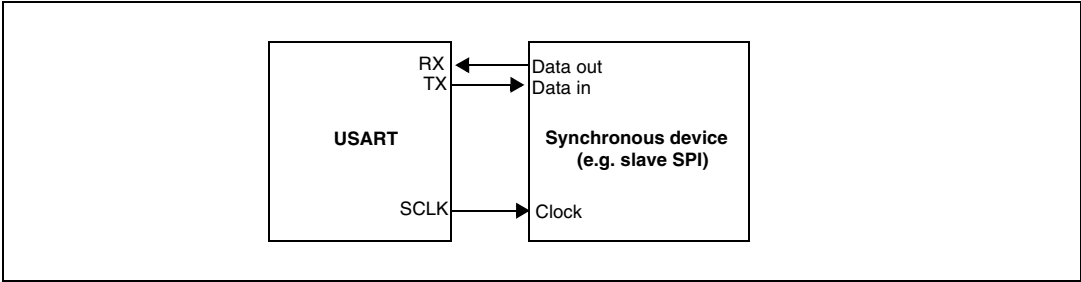 RX
TX
Data out
Data in
USART
Synchronous device
(e.g. slave SPI)
SCLK
Clock